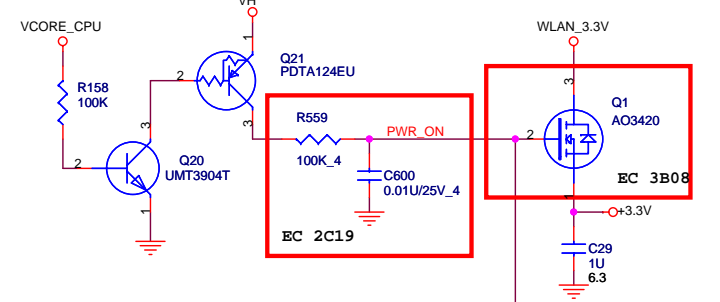 VH
VCORE_CPU
WLAN_3.3V
1
Q21
PDTA124EU
2
3
R158
100K
3
Q1
AO3420
R559
PWR_ON
2
100K_4
3
2
Q20
UMT3904T
C600
0.01U/25V_4
EC 3B08
1
1
+3.3V
EC 2C19
C29
1U
6.3